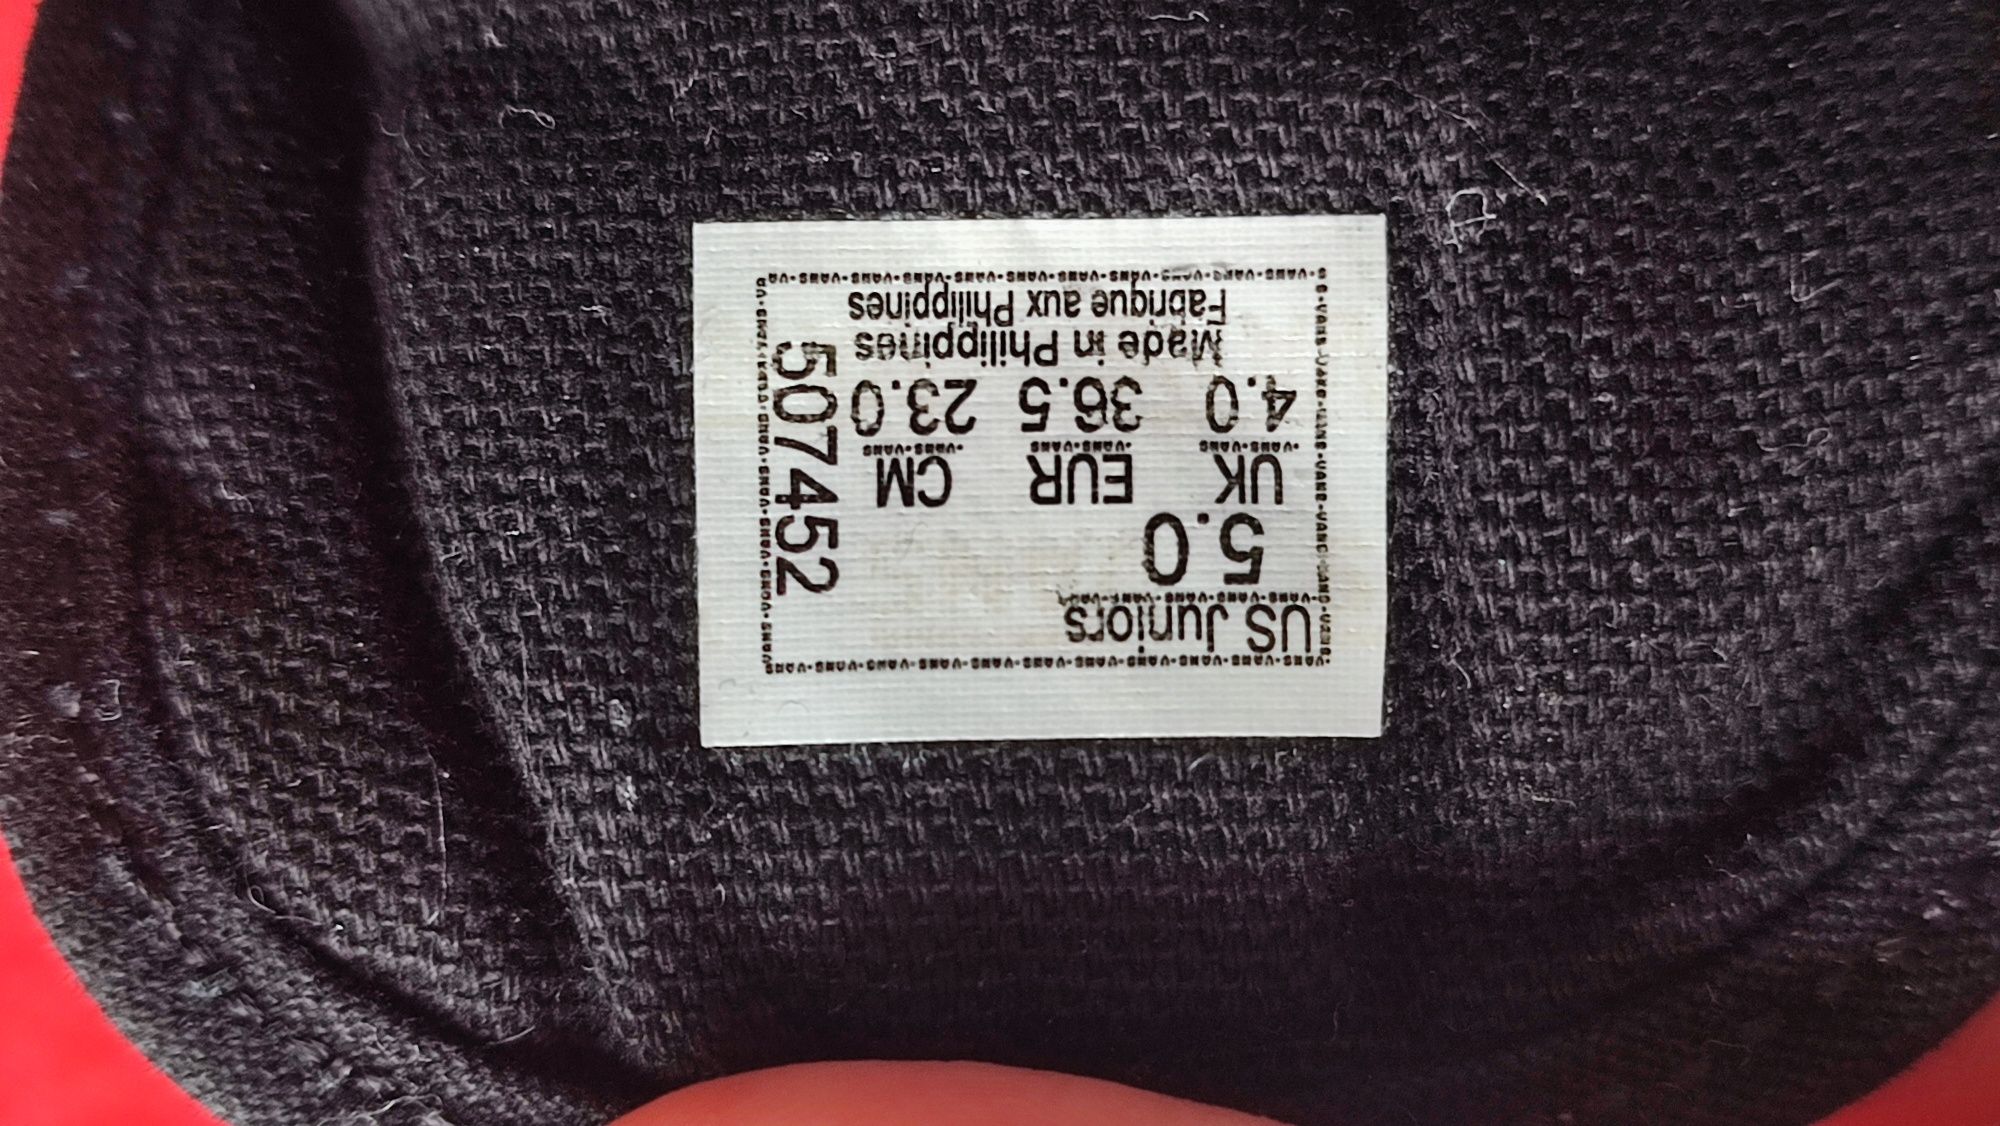 US Juniors
5.0
UK EUR CM
4.0 36.5 23.0
Made in Philippines
Fabrique aux Philippines
507452